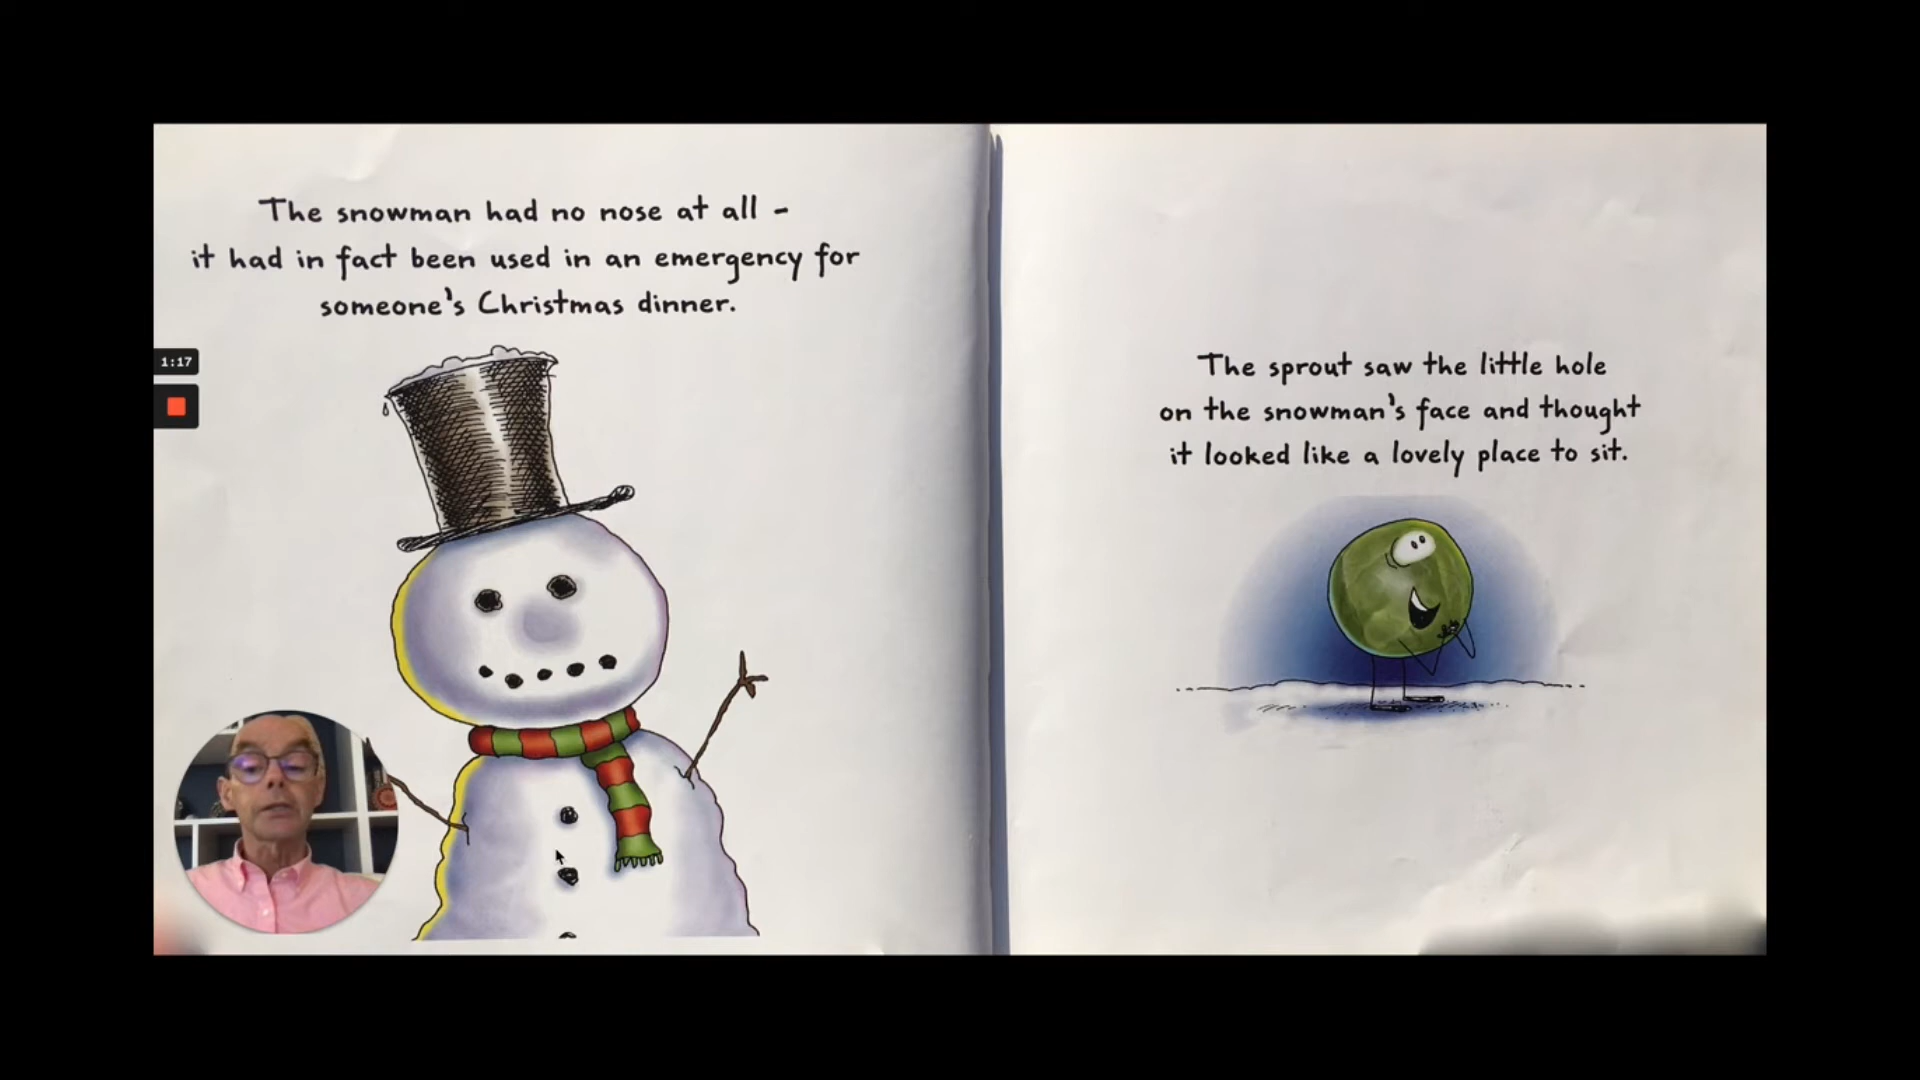 The snowman had no nose at all -
it had in fact been used in an emergency for
someone's Christmas dinner.
1:17
The sprout saw the little hole
on the snowman's face and thought
it looked like a lovely place to sit.